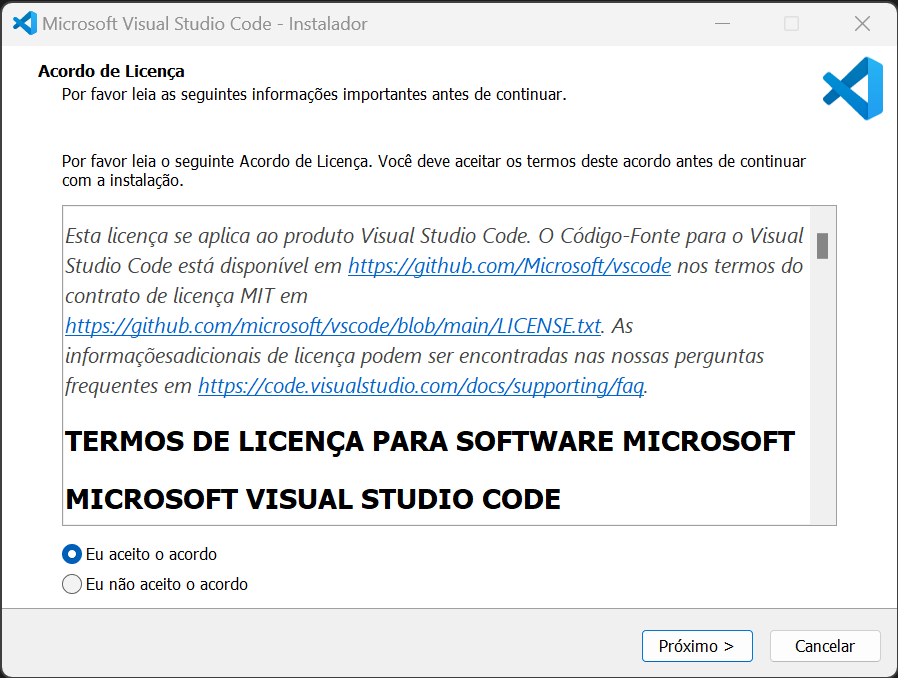 Microsoft Visual Studio Code - Instalador
Acordo de Licença
Por favor leia as seguintes informações importantes antes de continuar.
Por favor leia o seguinte Acordo de Licença. Você deve aceitar os termos deste acordo antes de continuar
com a instalação.
Esta licença se aplica ao produto Visual Studio Code. O Código-Fonte para o Visual
Studio Code está disponível em https://github.com/Microsoft/vscode nos termos do
contrato de licença MIT em
https://github.com/microsoft/vscode/blob/main/LICENSE.txt. As
informaçõesadicionais de licença podem ser encontradas nas nossas perguntas
frequentes em https://code.visualstudio.com/docs/supporting/faq.
TERMOS DE LICENÇA PARA SOFTWARE MICROSOFT
MICROSOFT VISUAL STUDIO CODE
Eu aceito o acordo
Eu não aceito o acordo
Próximo >
Cancelar